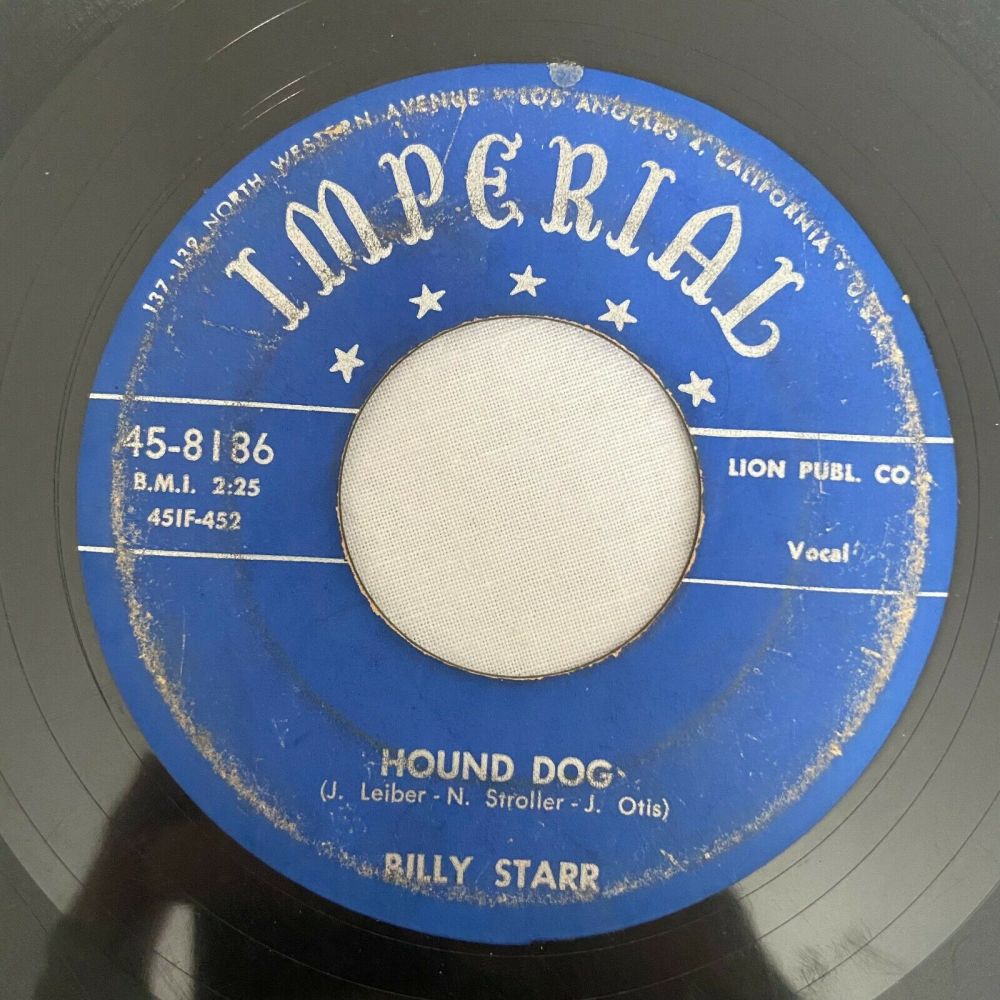 137-139 NORTH WESTERN AVENUE LOS ANGELES 4, CALIFORNIA
IMPERIAL
45-8186
B.M.I. 2:25
45IF-452
LION PUBL. CO.
Vocal
HOUND DOG
(J. Leiber - N. Stroller - J. Otis)
BILLY STARR